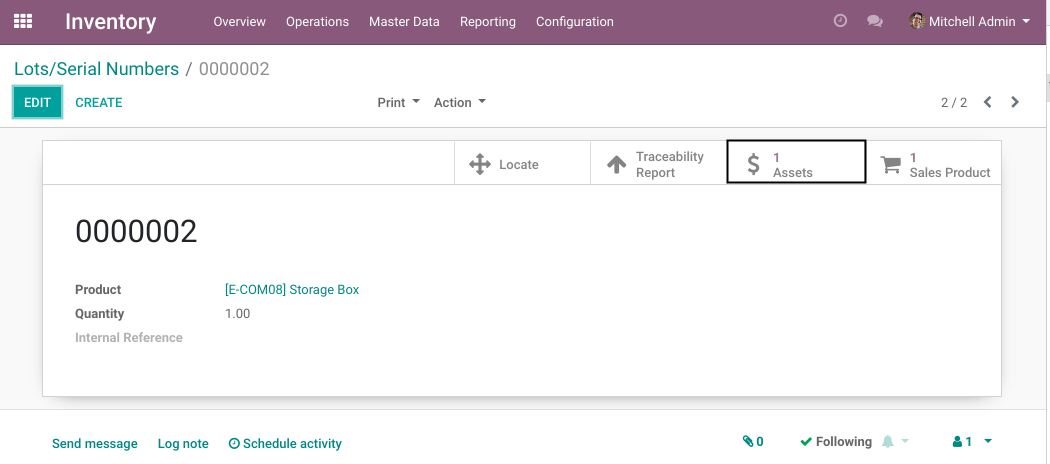 Inventory Overview Operations Master Data Reporting Configuration Mitchell Admin
Lots/Serial Numbers / 0000002
EDIT CREATE Print Action 2 / 2
Locate
Traceability
Report
1
Assets
1
Sales Product
0000002
Product [E-COM08] Storage Box
Quantity 1.00
Internal Reference
Send message Log note Schedule activity 0 Following 1